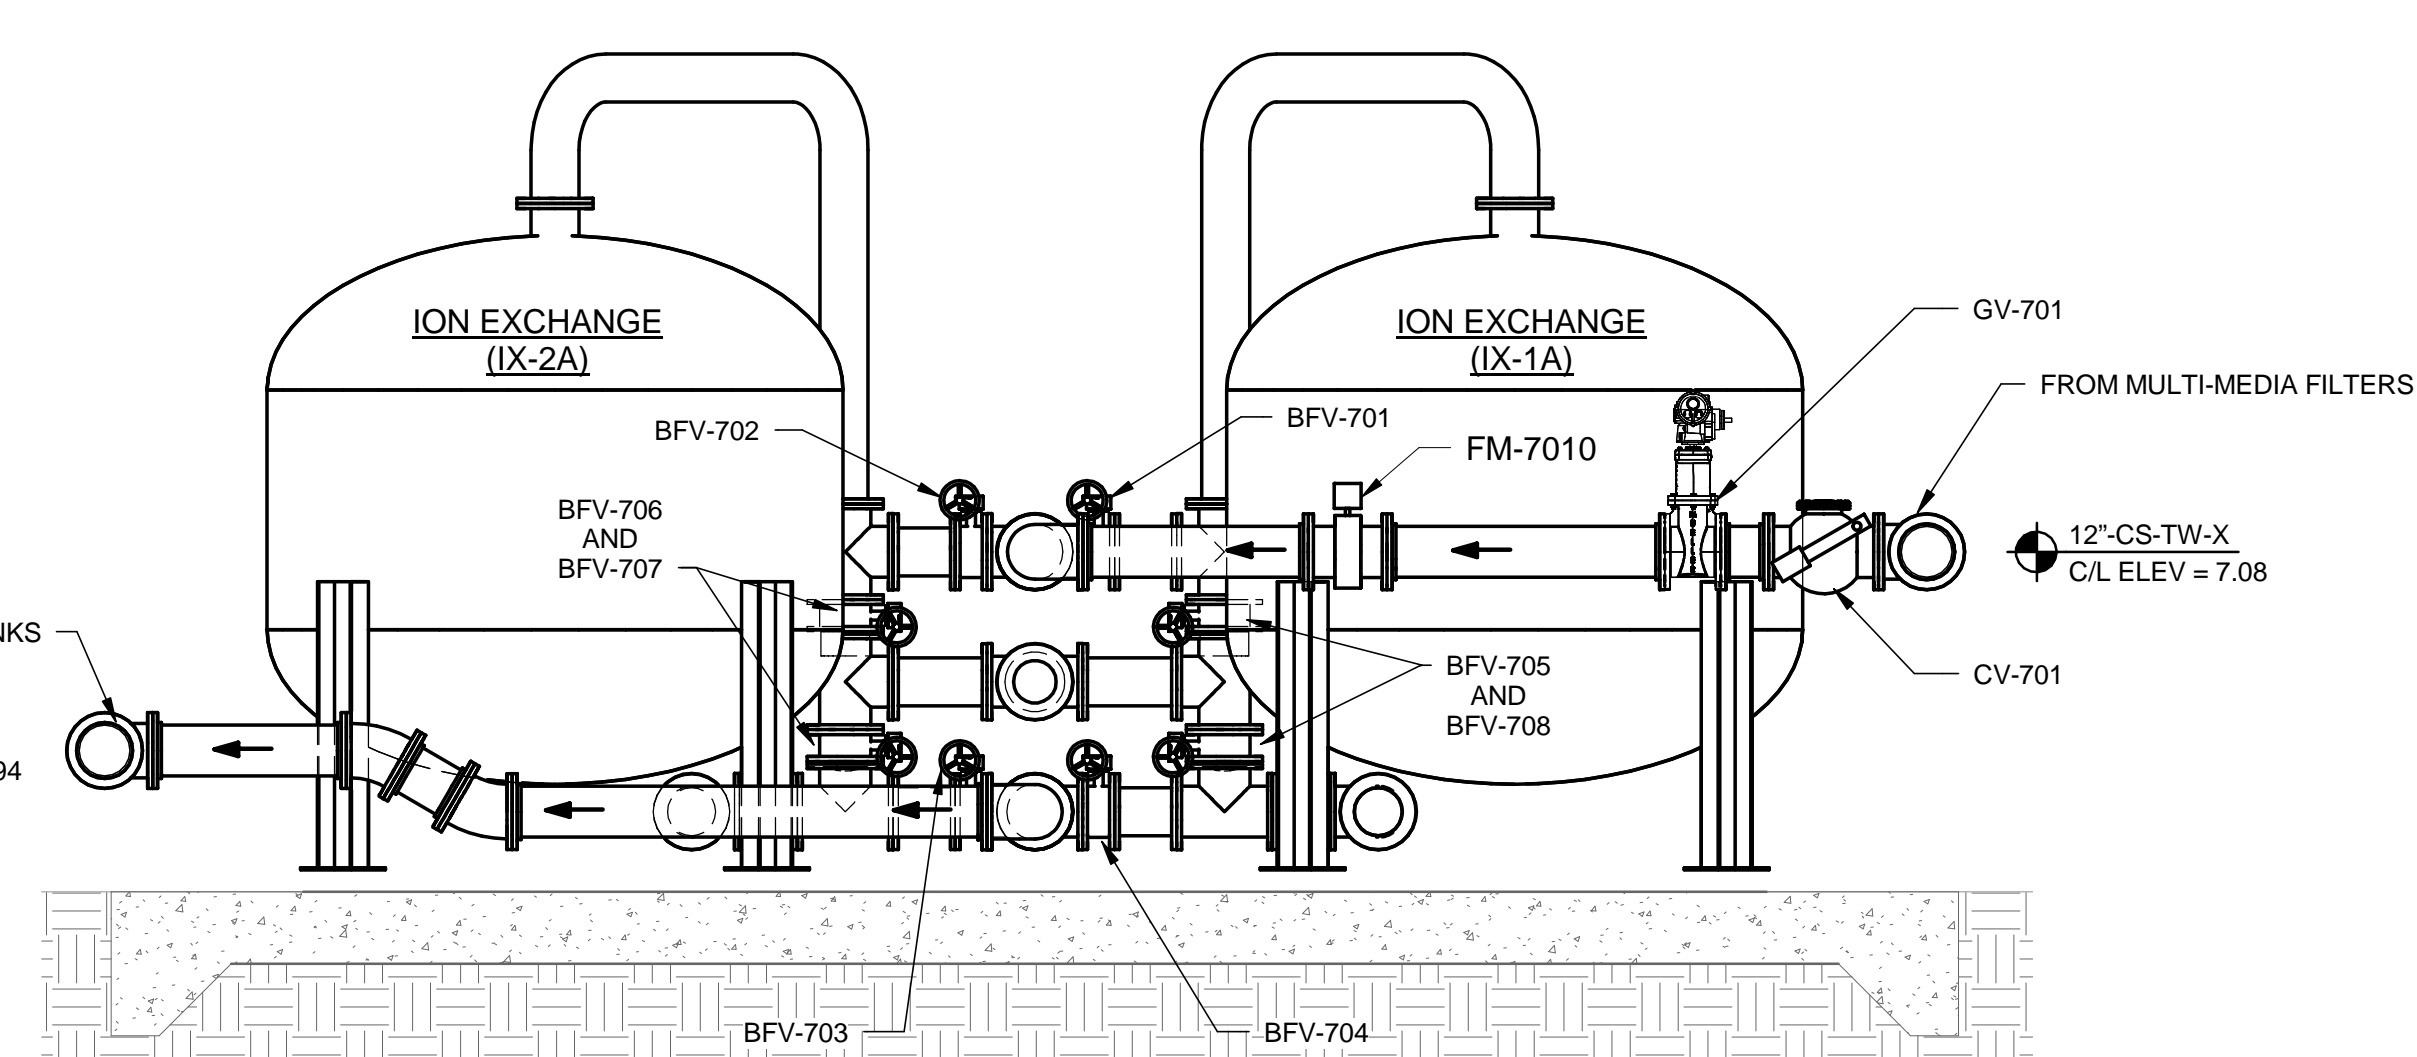 ION EXCHANGE
(IX-2A)
ION EXCHANGE
(IX-1A)
GV-701
FROM MULTI-MEDIA FILTERS
BFV-702
BFV-701
FM-7010
BFV-706
AND
BFV-707
12”-CS-TW-X
C/L ELEV = 7.08
NKS
BFV-705
AND
BFV-708
CV-701
94
BFV-703
BFV-704